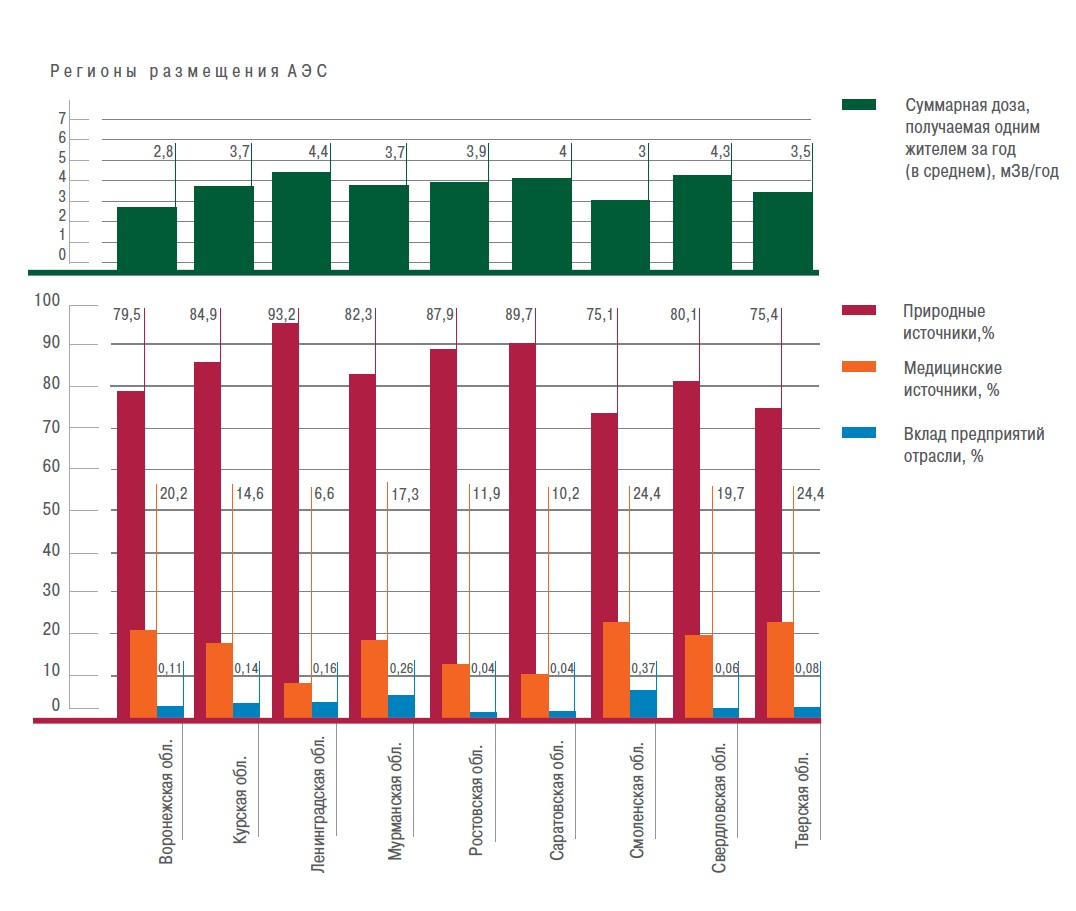 Регионы размещения АЭС
7
6
5
4
3
2
1
0
2,8
3,7
4,4
3,7
3,9
4
3
4,3
3,5
Суммарная доза,
получаемая одним
жителем за год
(в среднем), мЗв/год
100
90
80
70
60
50
40
30
20
10
0
79,5
84,9
93,2
82,3
87,9
89,7
75,1
80,1
75,4
20,2
14,6
6,6
17,3
11,9
10,2
24,4
19,7
24,4
0,11
0,14
0,16
0,26
0,04
0,04
0,37
0,06
0,08
Природные
источники,%
Медицинские
источники, %
Вклад предприятий
отрасли, %
Воронежская обл.
Курская обл.
Ленинградская обл.
Мурманская обл.
Ростовская обл.
Саратовская обл.
Смоленская обл.
Свердловская обл.
Тверская обл.